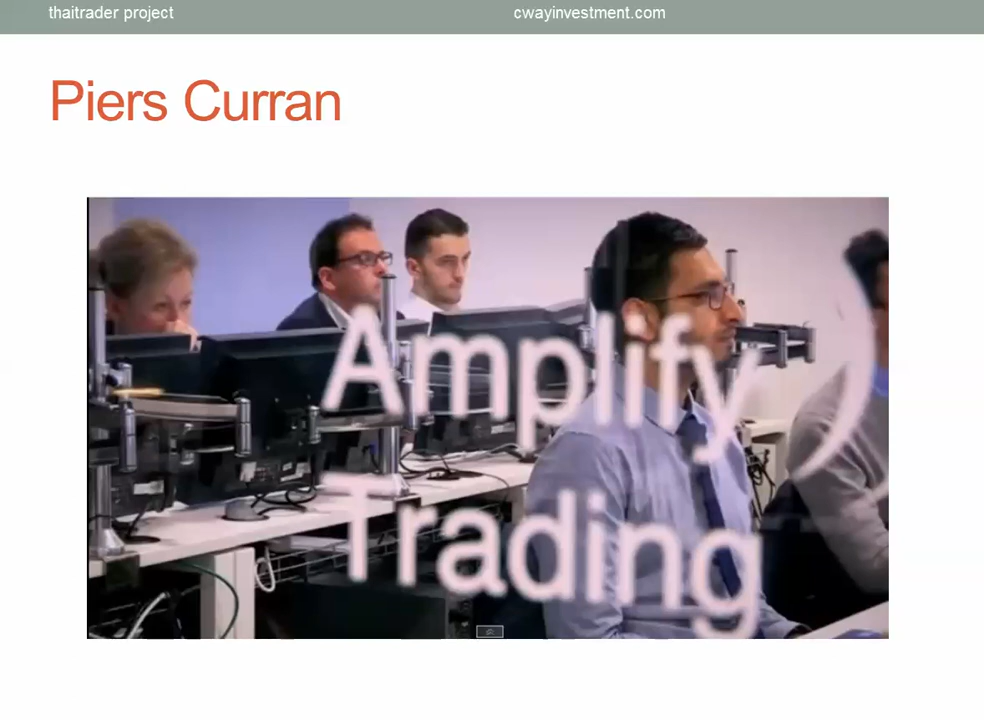 thaitrader project
cwayinvestment.com
Piers Curran
Amplify
Trading